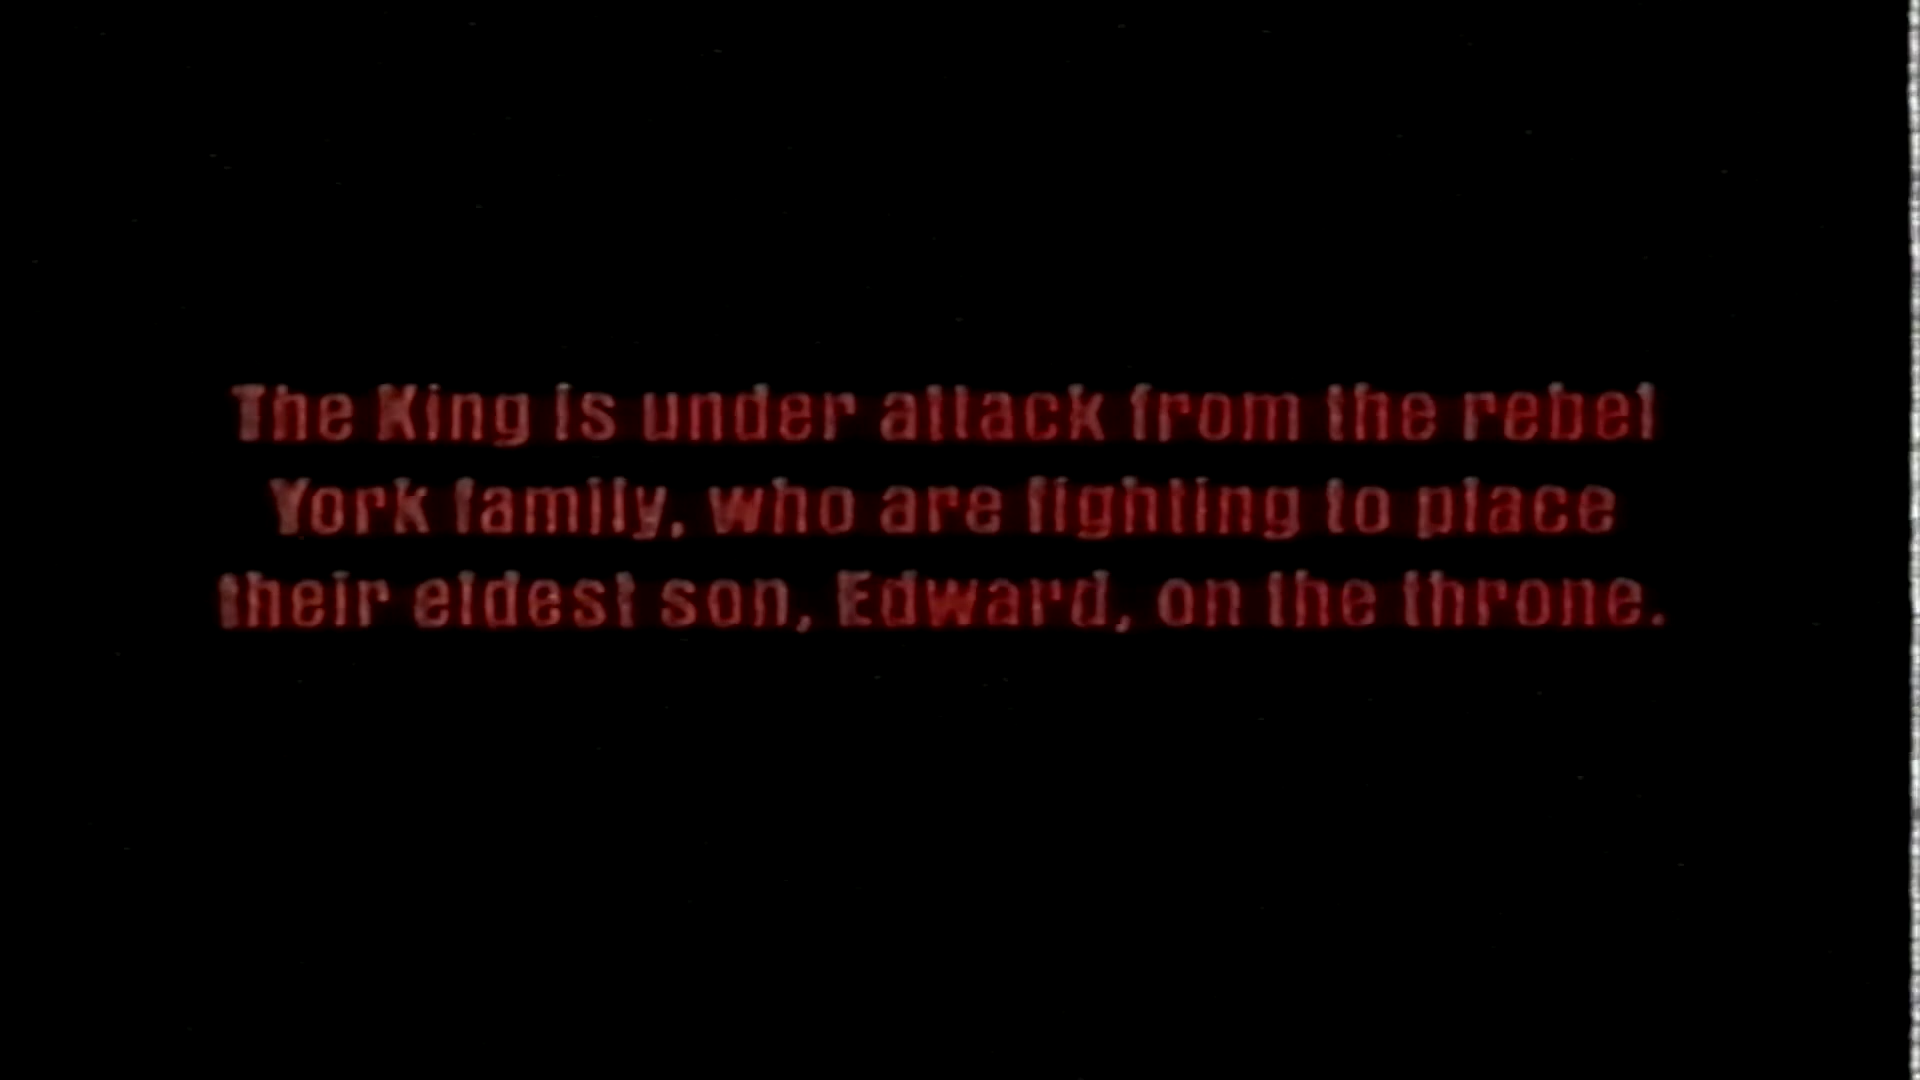 The King is under attack from the rebel
York family, who are fighting to place
their eldest son, Edward, on the throne.